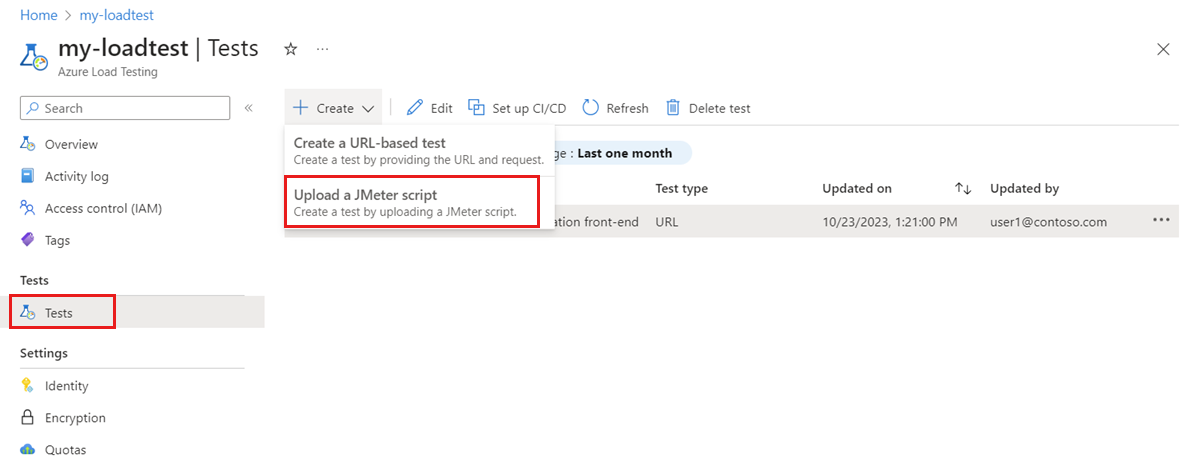 Home > my-loadtest
my-loadtest | Tests
Azure Load Testing
Search
Overview
Activity log
Access control (IAM)
Tags
Tests
Tests
Settings
Identity
Encryption
Quotas
Create Edit Set up CI/CD Refresh Delete test
Create a URL-based test
Create a test by providing the URL and request.
Upload a JMeter script
Create a test by uploading a JMeter script.
: Last one month
Test type Updated on Updated by
front-end URL 10/23/2023, 1:21:00 PM user1@contoso.com